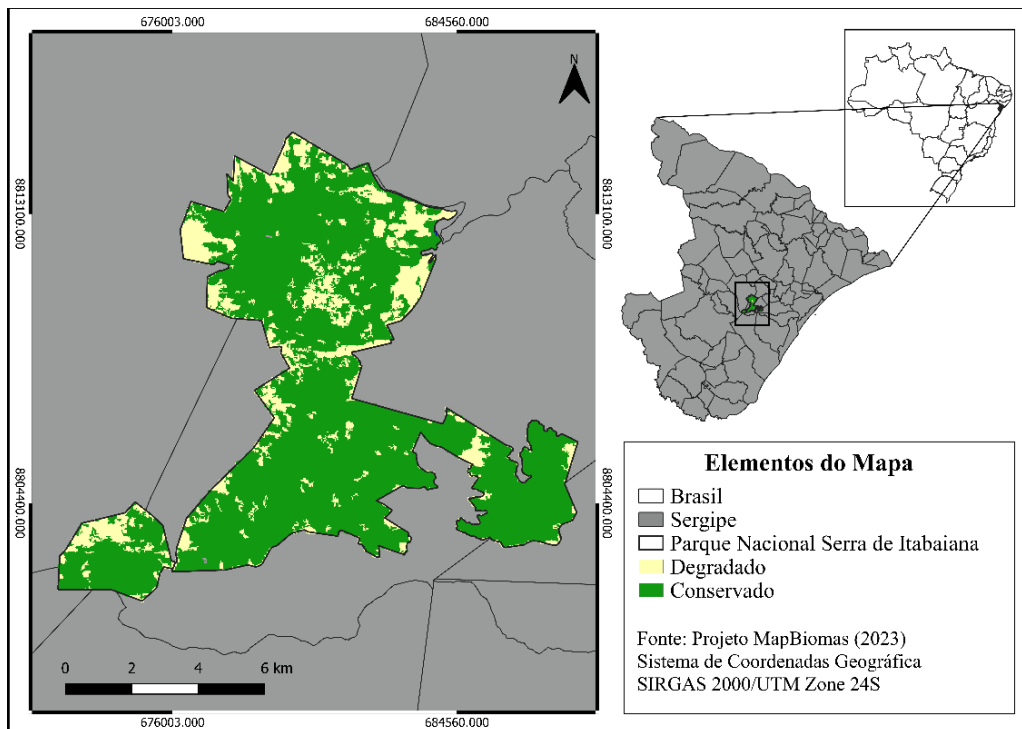 676003.000
684560.000
N
8813100.000
8813100.000
8804400.000
8804400.000
0
2
4
6 km
676003.000
684560.000
Elementos do Mapa
Brasil
Sergipe
Parque Nacional Serra de Itabaiana
Degradado
Conservado
Fonte: Projeto MapBiomas (2023)
Sistema de Coordenadas Geográfica
SIRGAS 2000/UTM Zone 24S